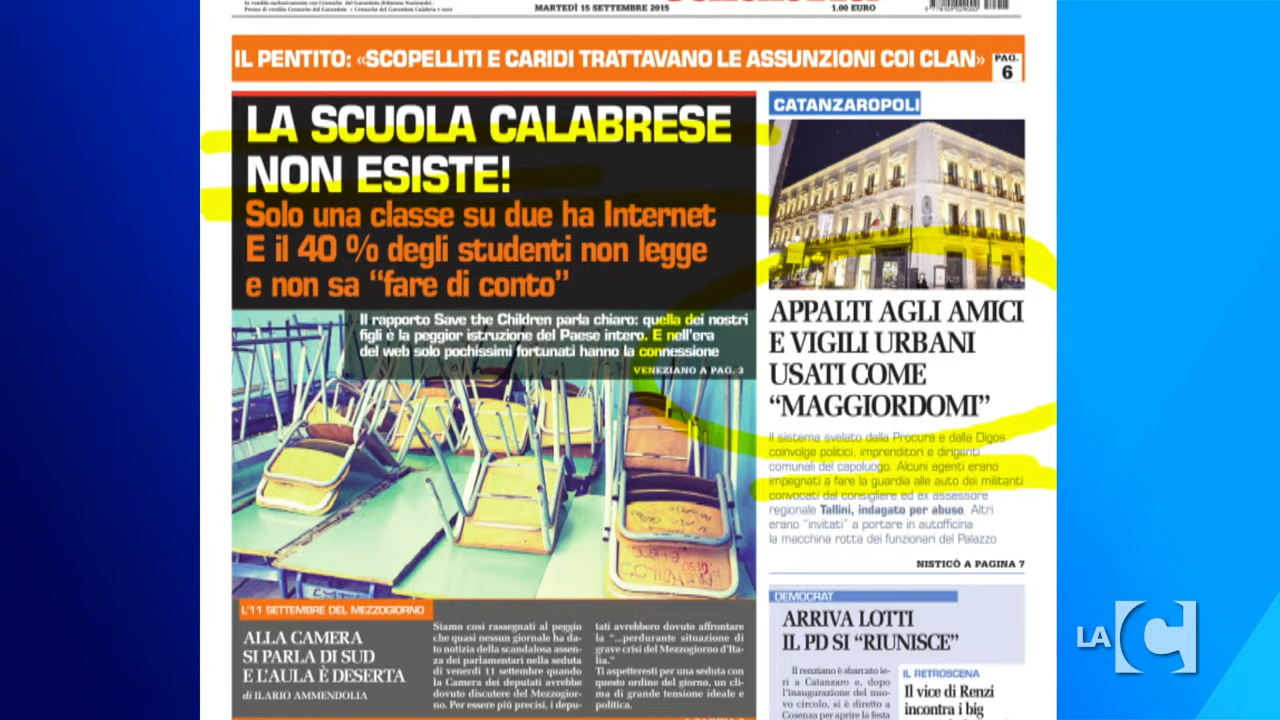 In vendita esclusivamente con Cronache del Garantista (Edizione Nazionale)
MARTEDÌ 15 SETTEMBRE 2015
1.00 EURO
IL PENTITO: «SCOPELLITI E CARIDI TRATTAVANO LE ASSUNZIONI COI CLAN»
PAG.
6
LA SCUOLA CALABRESE
NON ESISTE!
Solo una classe su due ha Internet
E il 40 % degli studenti non legge
e non sa “fare di conto”
Il rapporto Save the Children parla chiaro: quella dei nostri
figli è la peggior istruzione del Paese intero. E nell'era
del web solo pochissimi fortunati hanno la connessione
VENEZIANO A PAG. 3
CATANZAROPOLI
APPALTI AGLI AMICI
E VIGILI URBANI
USATI COME
“MAGGIORDOMI”
Il sistema svelato dalla Procura e dalla Digos
coinvolge politici, imprenditori e dirigenti
comunali del capoluogo. Alcuni agenti erano
impegnati a fare la guardia alle auto dei militanti
convocati dal consigliere ed ex assessore
regionale Tallini, indagato per abuso. Altri
erano “invitati” a portare in autofficina
la macchina rotta dei funzionari del Palazzo
NISTICÒ A PAGINA 7
L'11 SETTEMBRE DEL MEZZOGIORNO
ALLA CAMERA
SI PARLA DI SUD
E L'AULA È DESERTA
di ILARIO AMMENDOLIA
Siamo così rassegnati al peggio
che quasi nessun giornale ha da-
to notizia della scandalosa assen-
za dei parlamentari nella seduta
di venerdì 11 settembre quando
la Camera dei deputati avrebbe
dovuto discutere del Mezzogior-
no. Per essere più precisi, i depu-
tati avrebbero dovuto affrontare
la “...perdurante situazione di
grave crisi del Mezzogiorno d'Ita-
lia.”
Ti aspetteresti per una seduta con
questo ordine del giorno, un cli-
ma di grande tensione ideale e
politica.
DEMOCRAT
ARRIVA LOTTI
IL PD SI “RIUNISCE”
Il renziano è sbarcato ie-
ri a Catanzaro e, dopo
l'inaugurazione del nuo-
vo circolo, si è diretto a
Cosenza per aprire la festa
IL RETROSCENA
Il vice di Renzi
incontra i big
LA C